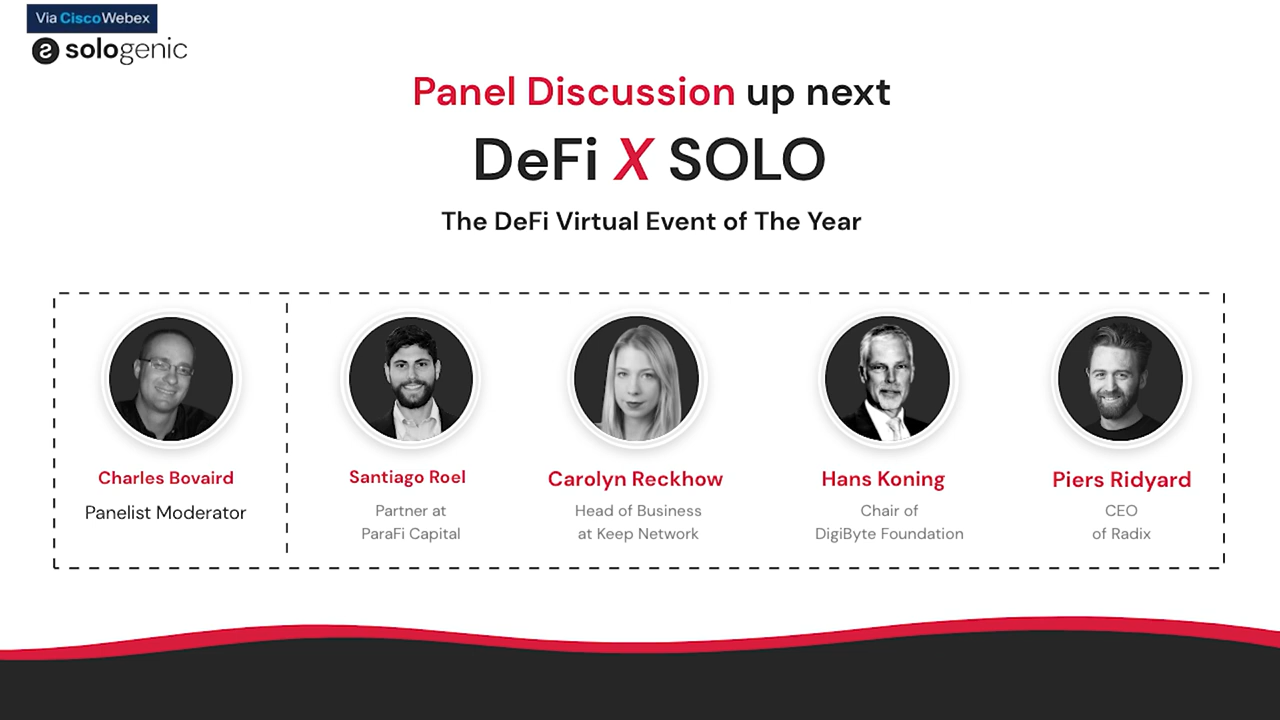 Via CiscoWebex
sologenic
Panel Discussion up next
DeFi X SOLO
The DeFi Virtual Event of The Year
Charles Bovaird
Panelist Moderator
Santiago Roel
Partner at
ParaFi Capital
Carolyn Reckhow
Head of Business
at Keep Network
Hans Koning
Chair of
DigiByte Foundation
Piers Ridyard
CEO
of Radix